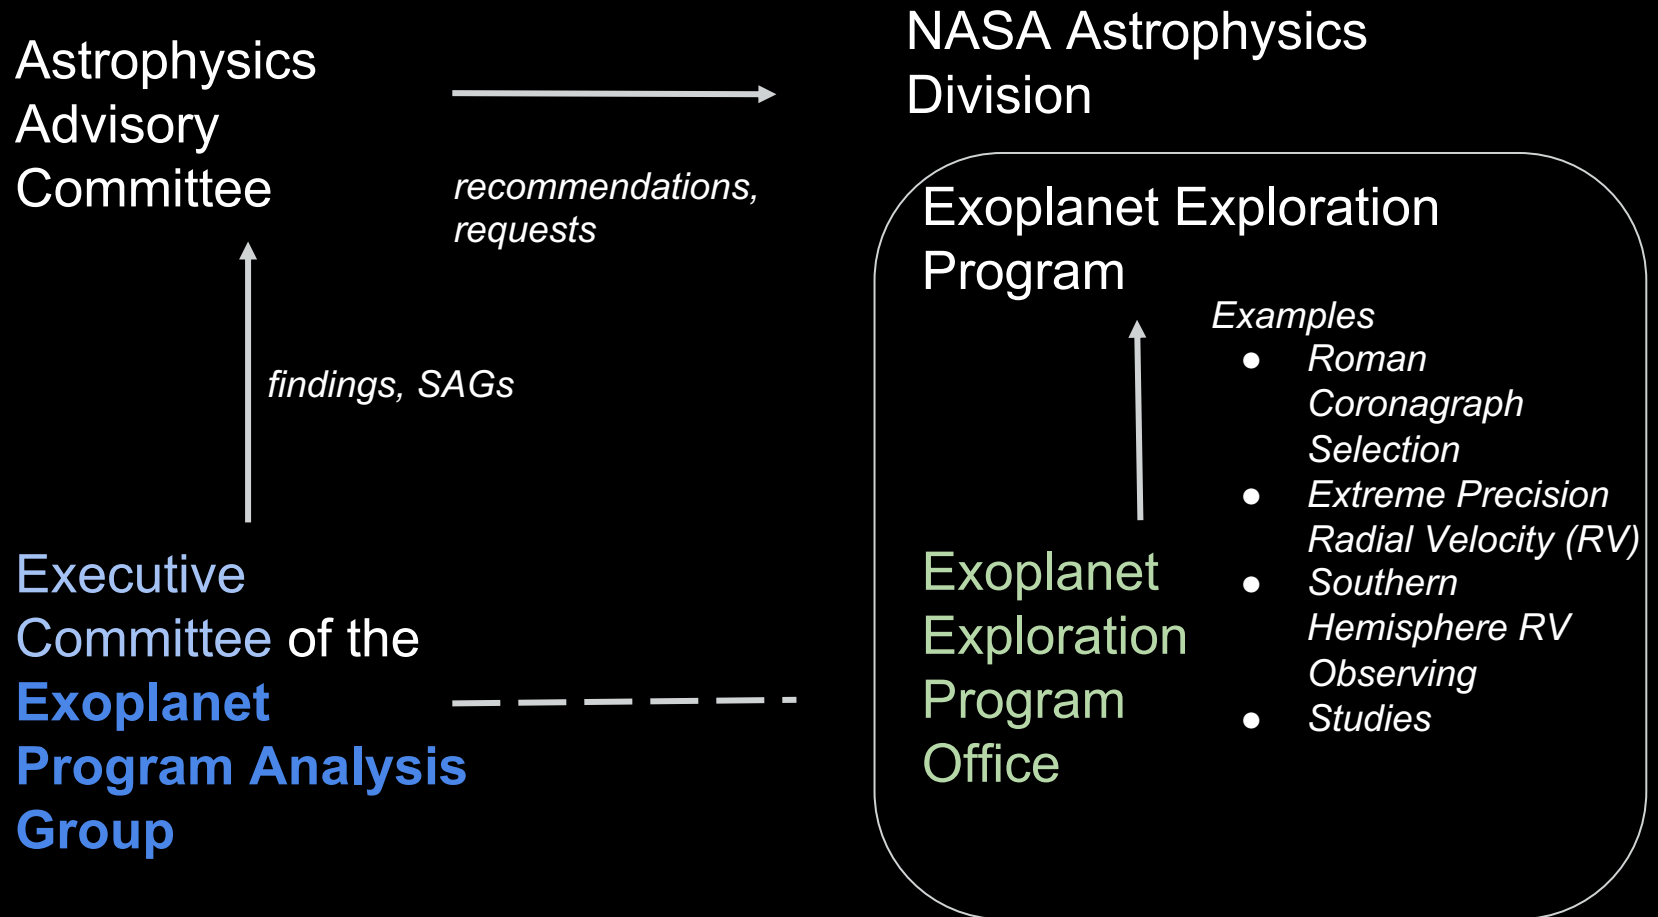 Astrophysics
Advisory
Committee
recommendations,
requests
findings, SAGs
Executive
Committee of the
Exoplanet
Program Analysis
Group
NASA Astrophysics
Division
Exoplanet Exploration
Program
Examples
● Roman
Coronagraph
Selection
● Extreme Precision
Radial Velocity (RV)
● Southern
Hemisphere RV
Observing
● Studies
Exoplanet
Exploration
Program
Office